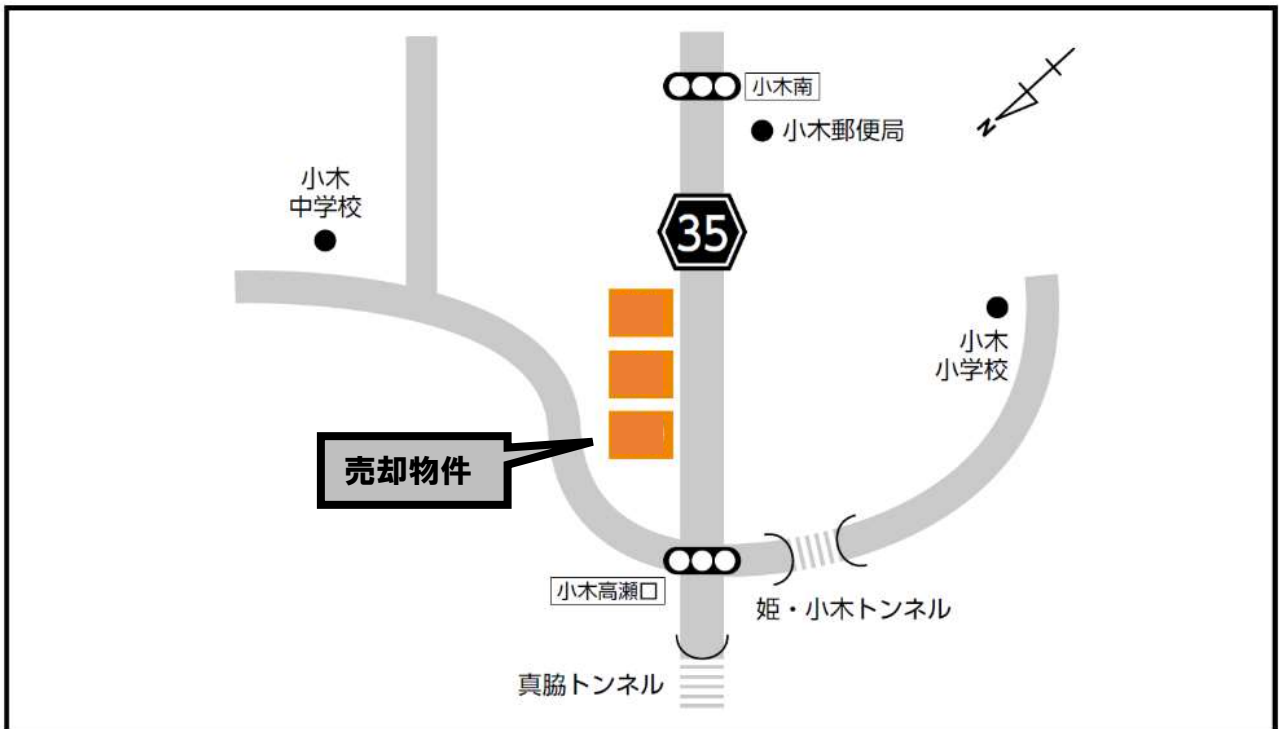 小木南
小木郵便局
N
小木
中学校
35
小木
小学校
売却物件
小木高瀬口
姫・小木トンネル
真脇トンネル